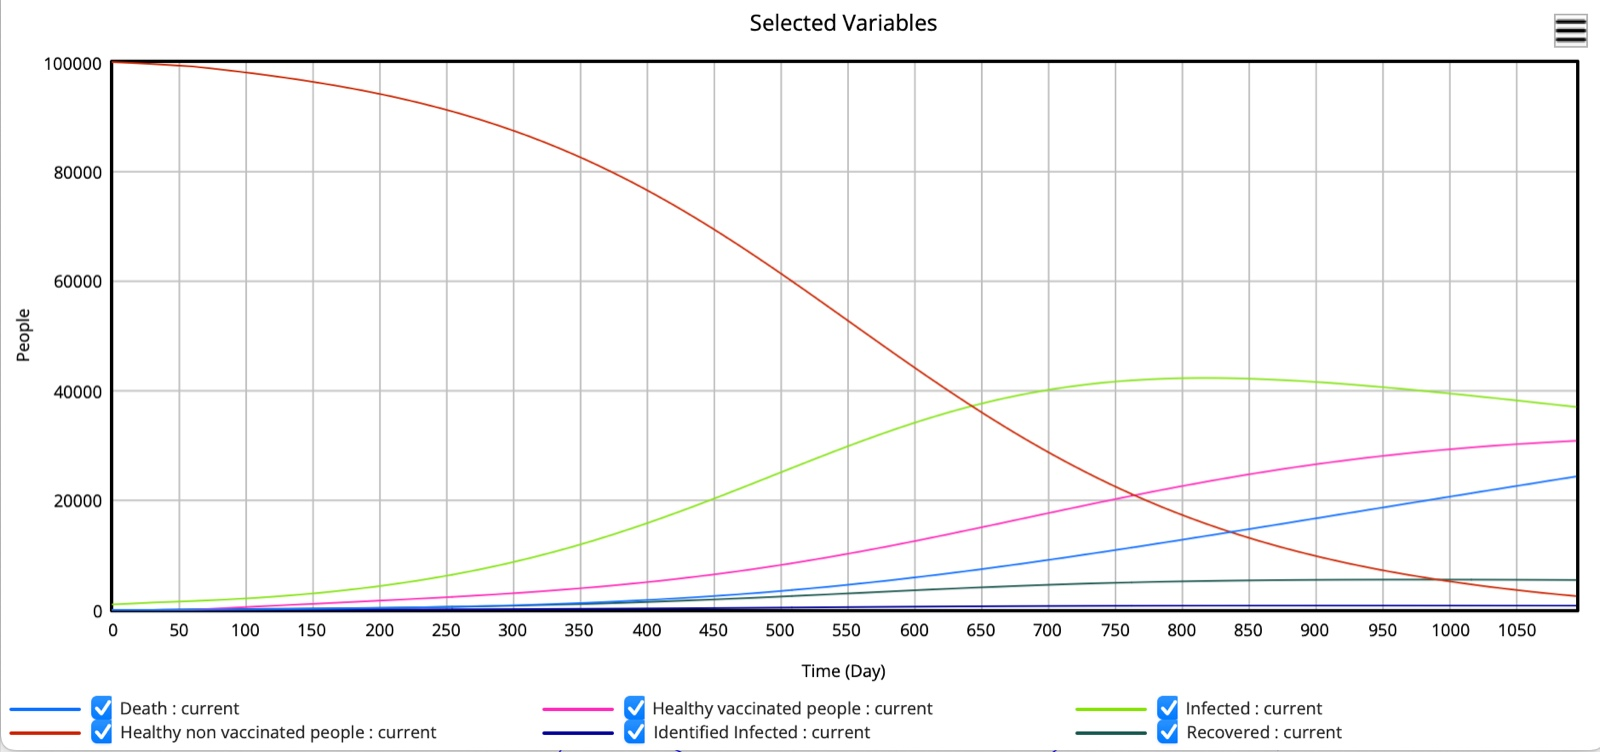 Selected Variables
100000
80000
60000
40000
20000
0
People
0 50 100 150 200 250 300 350 400 450 500 550 600 650 700 750 800 850 900 950 1000 1050
Time (Day)
Death : current Healthy vaccinated people : current Infected : current
Healthy non vaccinated people : current Identified Infected : current Recovered : current